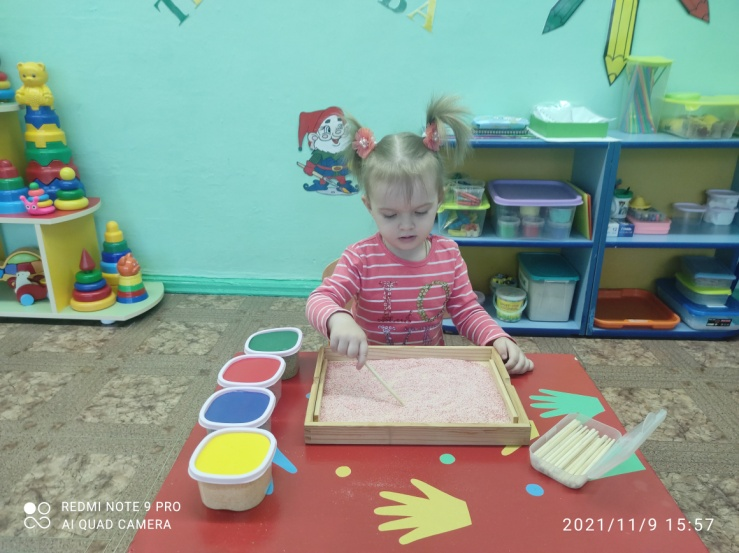 REDMI NOTE 9 PRO
AI QUAD CAMERA
2021/11/9 15:57